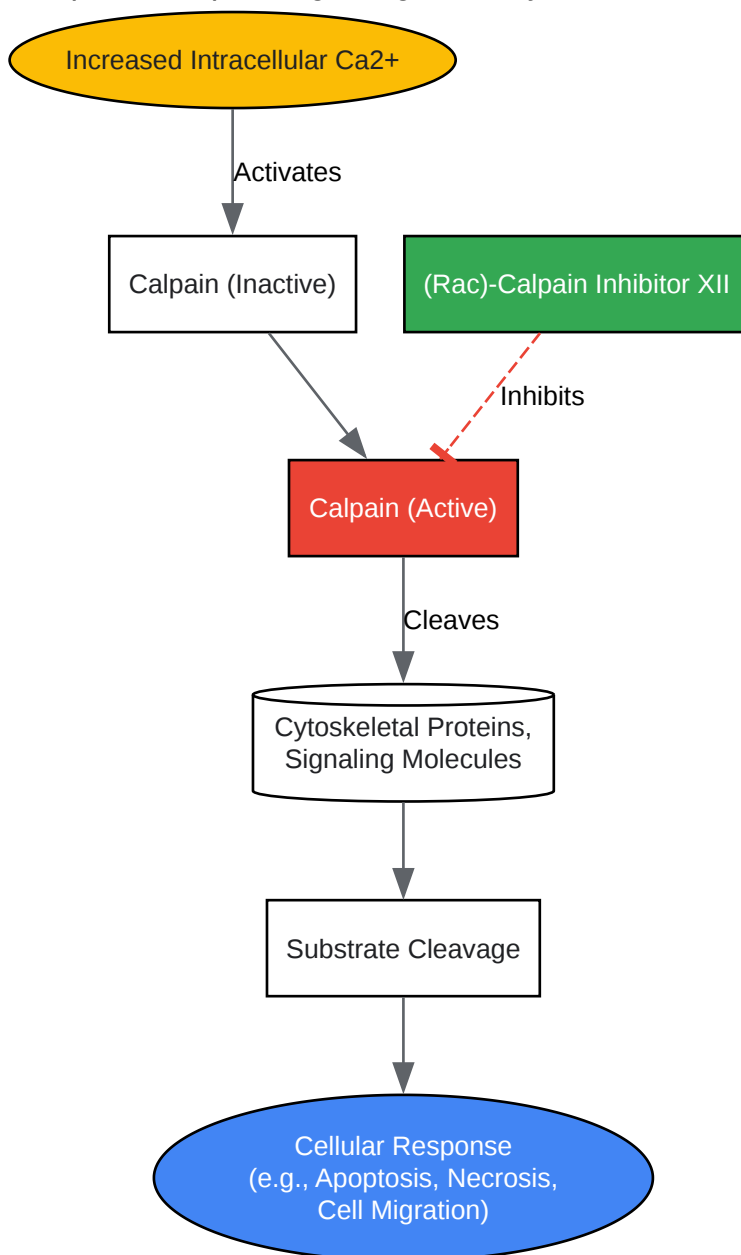 Increased Intracellular Ca2+
Activates
Calpain (Inactive)
(Rac)-Calpain Inhibitor XII
Inhibits
Calpain (Active)
Cleaves
Cytoskeletal Proteins,
Signaling Molecules
Substrate Cleavage
Cellular Response
(e.g., Apoptosis, Necrosis,
Cell Migration)